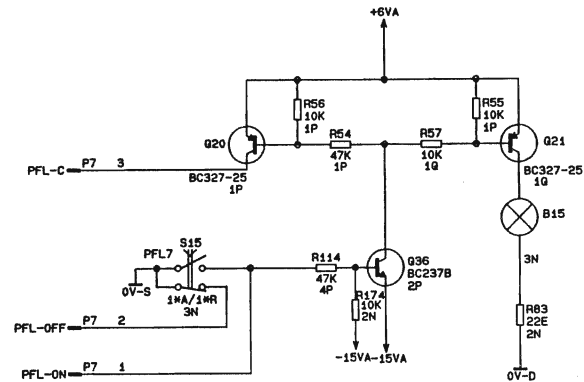 +6VA
R56
10K
1P
R55
10K
1P
Q20
R54
47K
1P
R57
10K
1Q
Q21
PFL-C
P7 3
BC327-25
1P
BC327-25
1Q
B15
3N
PFL7
S15
0V-S
1*A/1*R
3N
R114
47K
4P
Q36
BC237B
2P
R174
10K
2N
R83
22E
2N
PFL-OFF
P7 2
-15VA
-15VA
PFL-ON
P7 1
0V-D